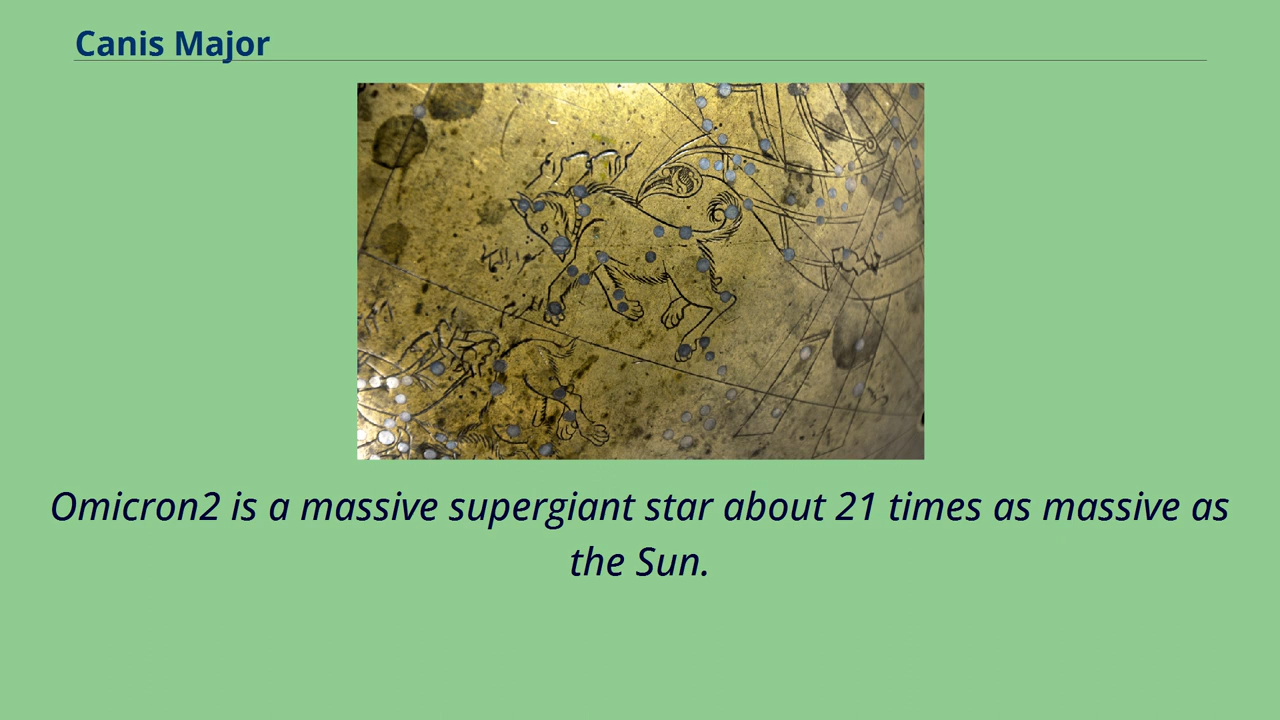 Canis Major
Omicron2 is a massive supergiant star about 21 times as massive as
the Sun.